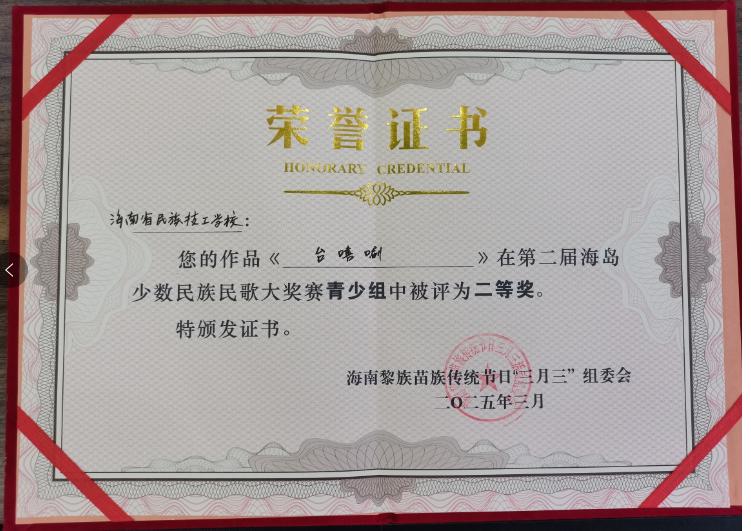 荣誉证书
HONORARY CREDENTIAL
海南省民族技工学校：
您的作品《 台嘻唰 》在第二届海岛
少数民族民歌大奖赛青少组中被评为二等奖。
特颁发证书。
海南黎族苗族传统节日“三月三”组委会
二〇二五年三月